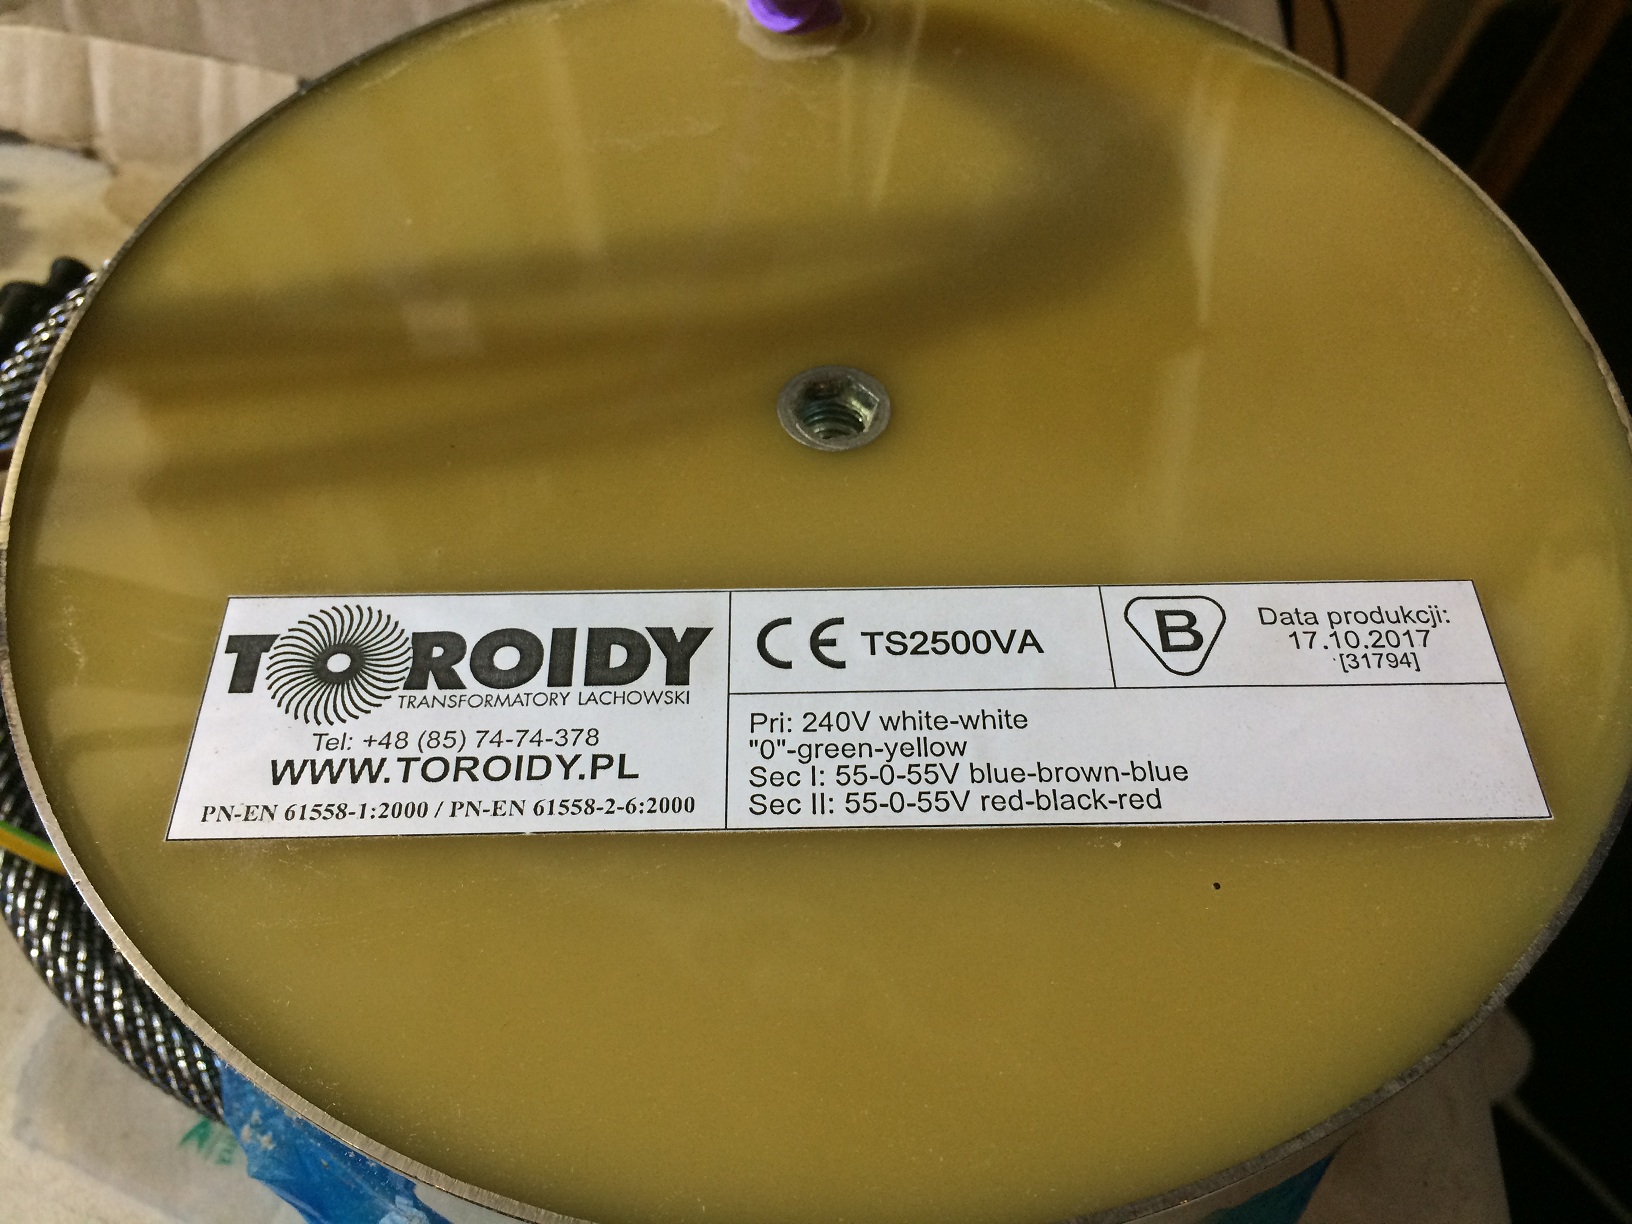 TOROIDY
TRANSFORMATORY LACHOWSKI
Tel: +48 (85) 74-74-378
WWW.TOROIDY.PL
PN-EN 61558-1:2000 / PN-EN 61558-2-6:2000
CE TS2500VA
B
Data produkcji:
17.10.2017
[31794]
Pri: 240V white-white
"0"-green-yellow
Sec I: 55-0-55V blue-brown-blue
Sec II: 55-0-55V red-black-red